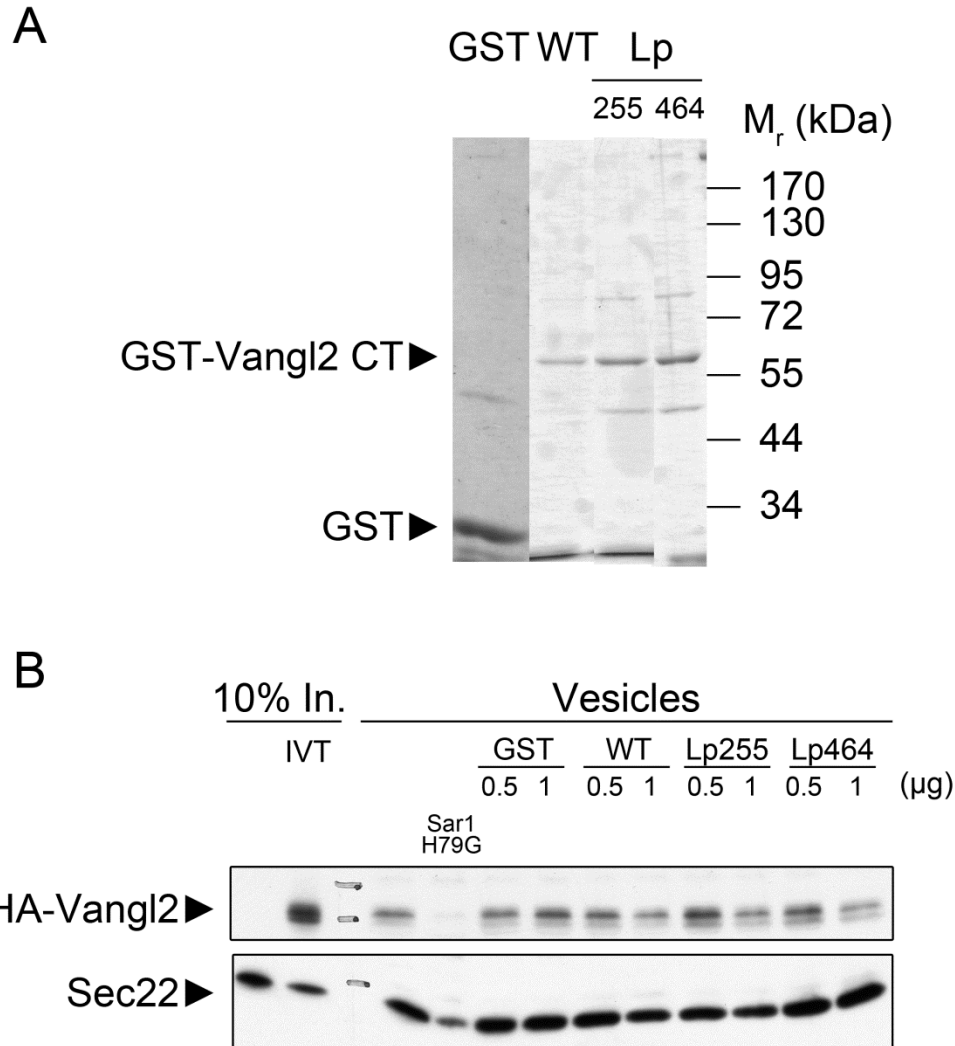 A
GST WT Lp
255 464
Mr (kDa)
170
130
95
72
GST-Vangl2 CT
55
44
34
GST
B
10% In. Vesicles
IVT GST WT Lp255 Lp464
0.5 1 0.5 1 0.5 1 0.5 1 (µg)
Sar1
H79G
HA-Vangl2
Sec22